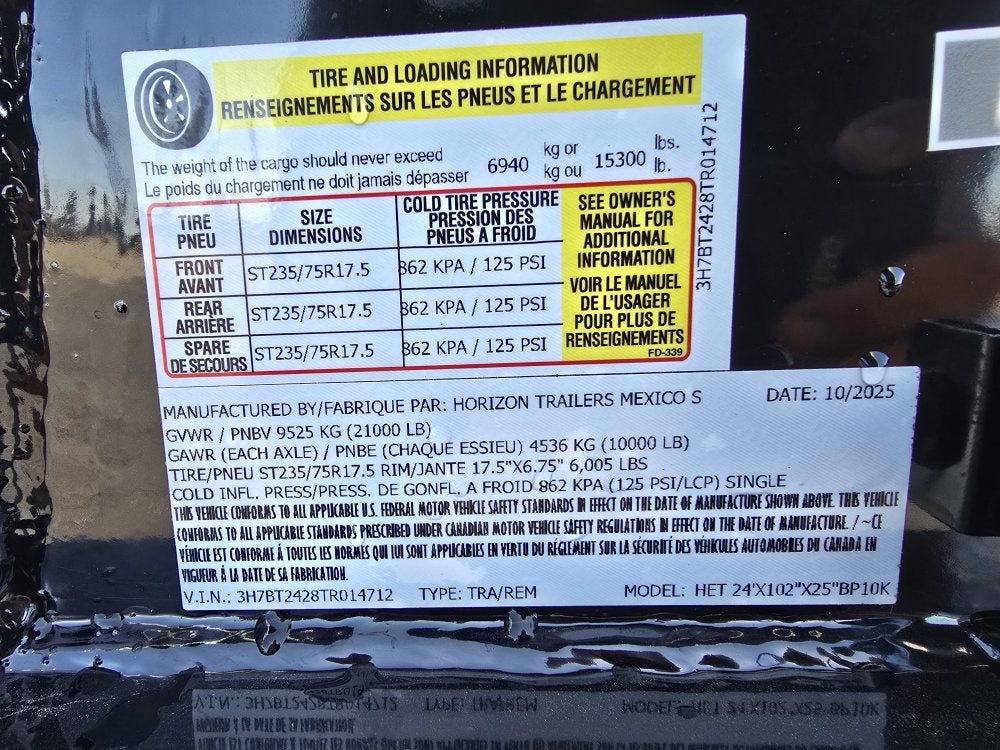 TIRE AND LOADING INFORMATION
RENSEIGNEMENTS SUR LES PNEUS ET LE CHARGEMENT
The weight of the cargo should never exceed 6940 kg or 15300 lbs.
Le poids du chargement ne doit jamais dépasser kg ou lb.
TIRE PNEU SIZE DIMENSIONS COLD TIRE PRESSURE PRESSION DES PNEUS A FROID
FRONT AVANT ST235/75R17.5 862 KPA / 125 PSI
REAR ARRIÈRE ST235/75R17.5 862 KPA / 125 PSI
SPARE DE SECOURS ST235/75R17.5 862 KPA / 125 PSI
SEE OWNER'S
MANUAL FOR
ADDITIONAL
INFORMATION
VOIR LE MANUEL
DE L'USAGER
POUR PLUS DE
RENSEIGNEMENTS
FD-339
3H7BT2428TR014712
MANUFACTURED BY/FABRIQUE PAR: HORIZON TRAILERS MEXICO S DATE: 10/2025
GVWR / PNBV 9525 KG (21000 LB)
GAWR (EACH AXLE) / PNBE (CHAQUE ESSIEU) 4536 KG (10000 LB)
TIRE/PNEU ST235/75R17.5 RIM/JANTE 17.5"X6.75" 6,005 LBS
COLD INFL. PRESS/PRESS. DE GONFL. A FROID 862 KPA (125 PSI/LCP) SINGLE
THIS VEHICLE CONFORMS TO ALL APPLICABLE U.S. FEDERAL MOTOR VEHICLE SAFETY STANDARDS IN EFFECT ON THE DATE OF MANUFACTURE SHOWN ABOVE. THIS VEHICLE
CONFORMS TO ALL APPLICABLE STANDARDS PRESCRIBED UNDER CANADIAN MOTOR VEHICLE SAFETY REGULATIONS IN EFFECT ON THE DATE OF MANUFACTURE. / ~CE
VÉHICLE EST CONFORME À TOUTES LES NORMES QUI LUI SONT APPLICABLES EN VERTU DU RÈGLEMENT SUR LA SÉCURITÉ DES VÉHICULES AUTOMOBILES DU CANADA EN
VIGUEUR À LA DATE DE SA FABRICATION.
V.I.N.: 3H7BT2428TR014712 TYPE: TRA/REM MODEL: HET 24'X102"X25"BP10K